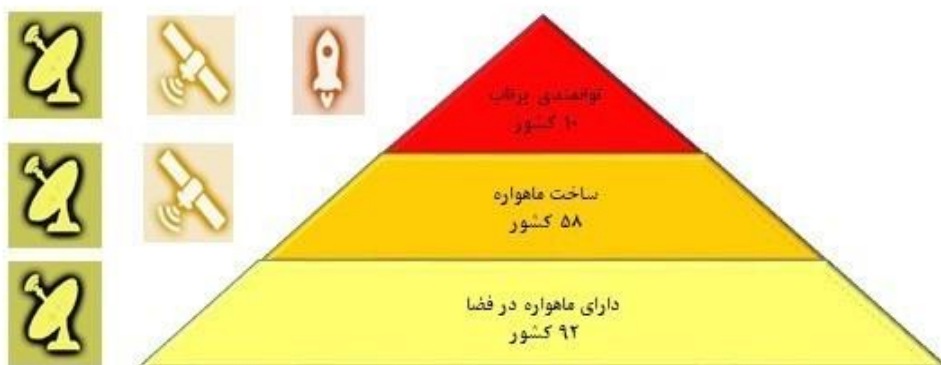 توانمندی پرتاب
۱۰ کشور
ساخت ماهواره
۵۸ کشور
دارای ماهواره در فضا
۹۲ کشور